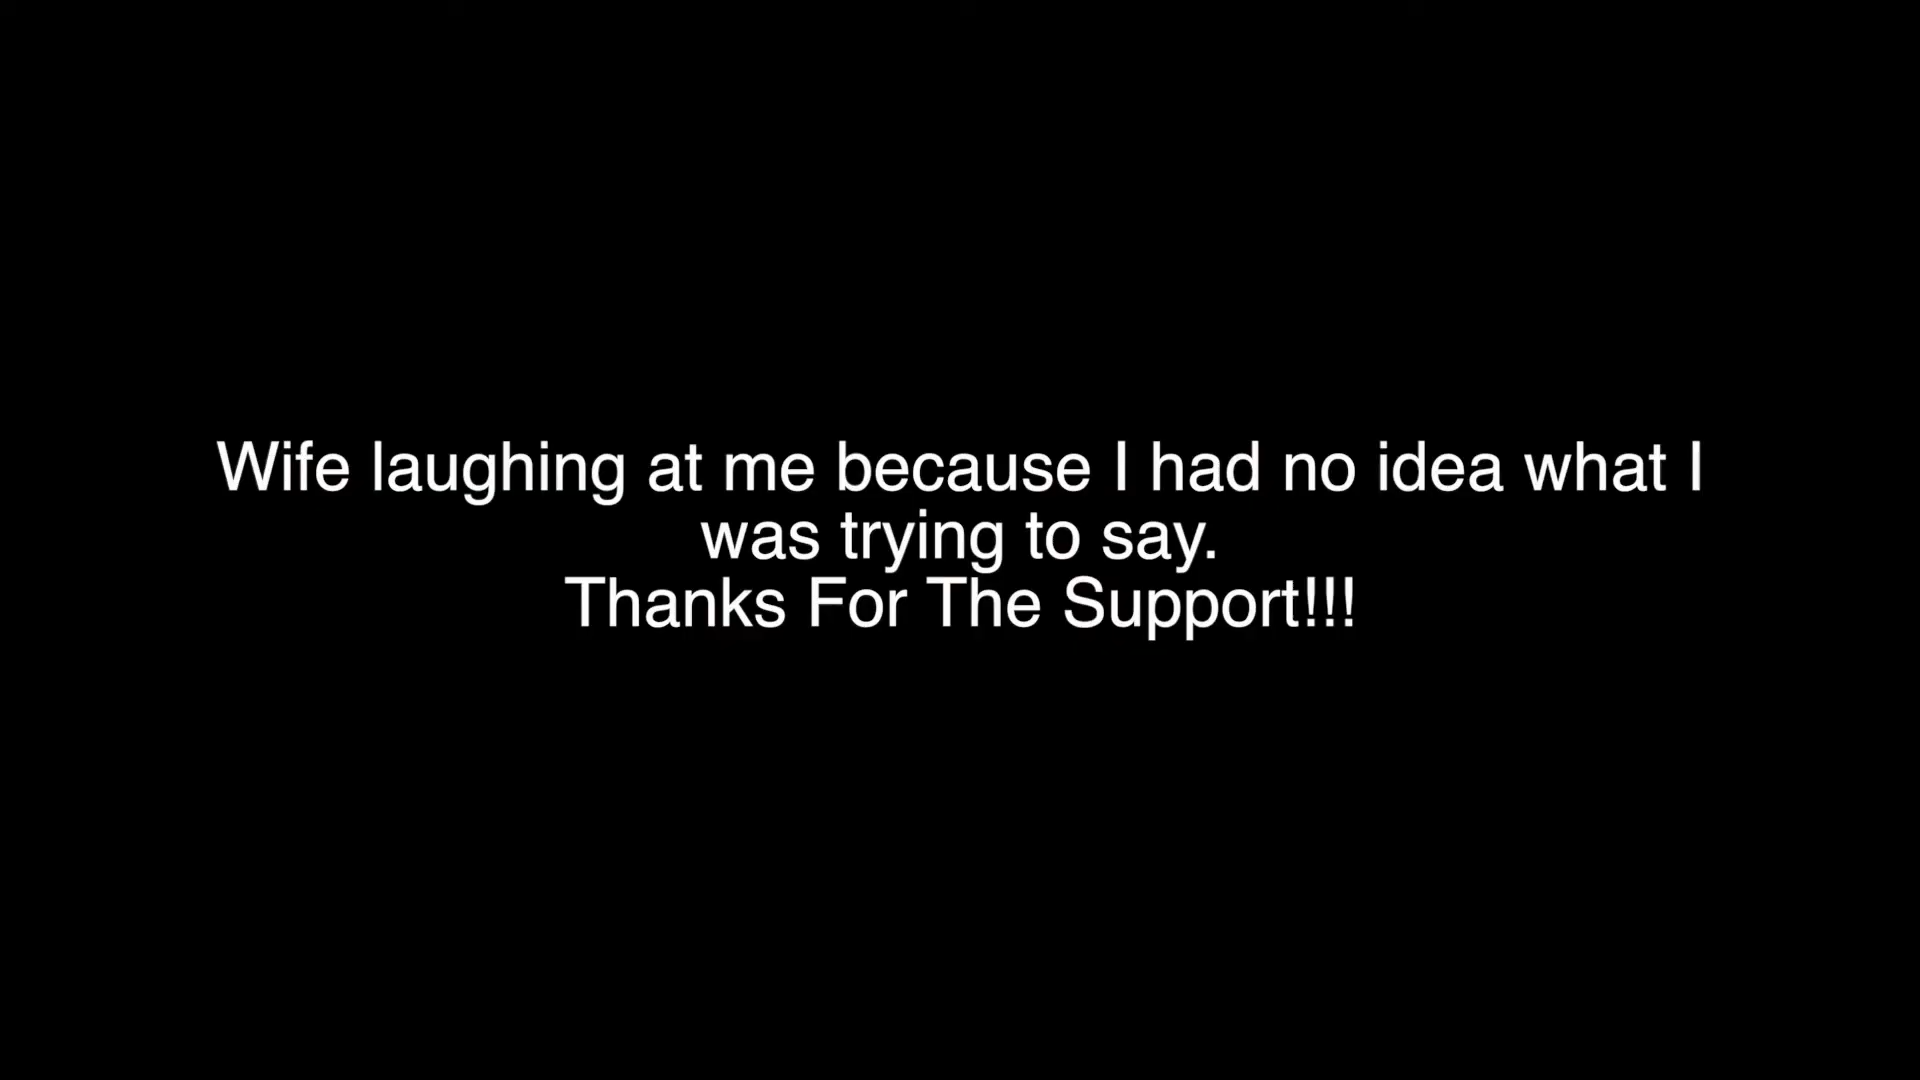 Wife laughing at me because I had no idea what I
was trying to say.
Thanks For The Support!!!